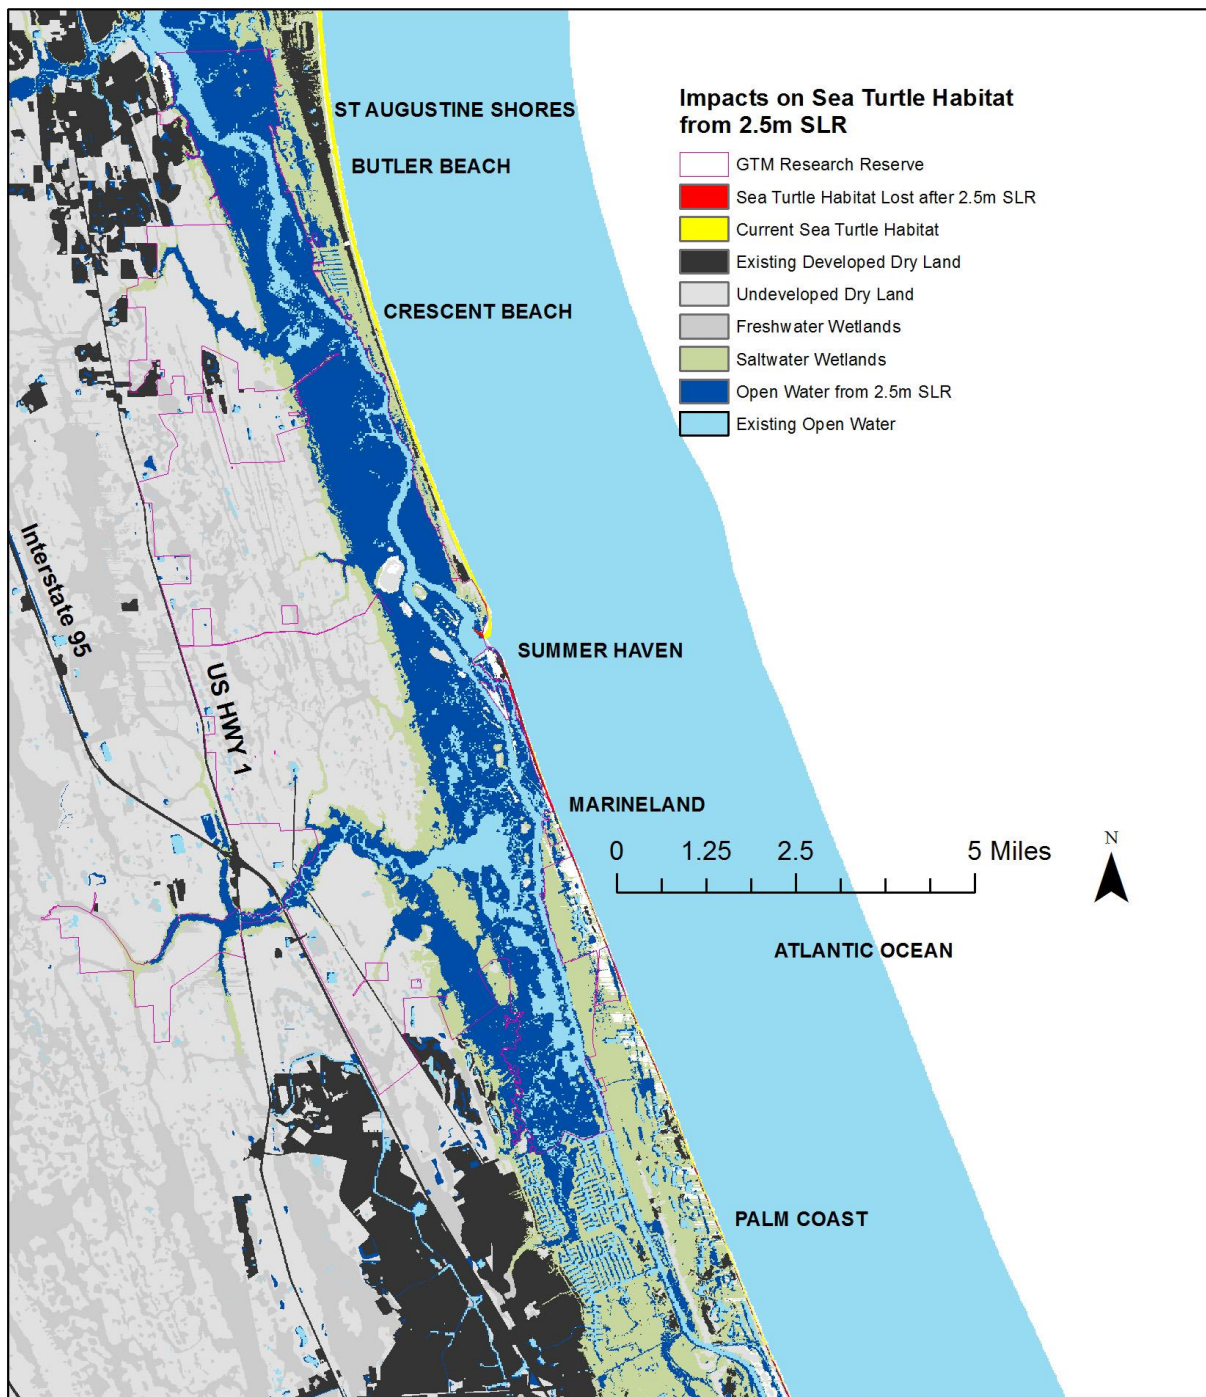 ST AUGUSTINE SHORES
BUTLER BEACH
CRESCENT BEACH
Interstate 95
US HWY 1
SUMMER HAVEN
MARINELAND
0 1.25 2.5 5 Miles
N
ATLANTIC OCEAN
PALM COAST
Impacts on Sea Turtle Habitat
from 2.5m SLR
GTM Research Reserve
Sea Turtle Habitat Lost after 2.5m SLR
Current Sea Turtle Habitat
Existing Developed Dry Land
Undeveloped Dry Land
Freshwater Wetlands
Saltwater Wetlands
Open Water from 2.5m SLR
Existing Open Water